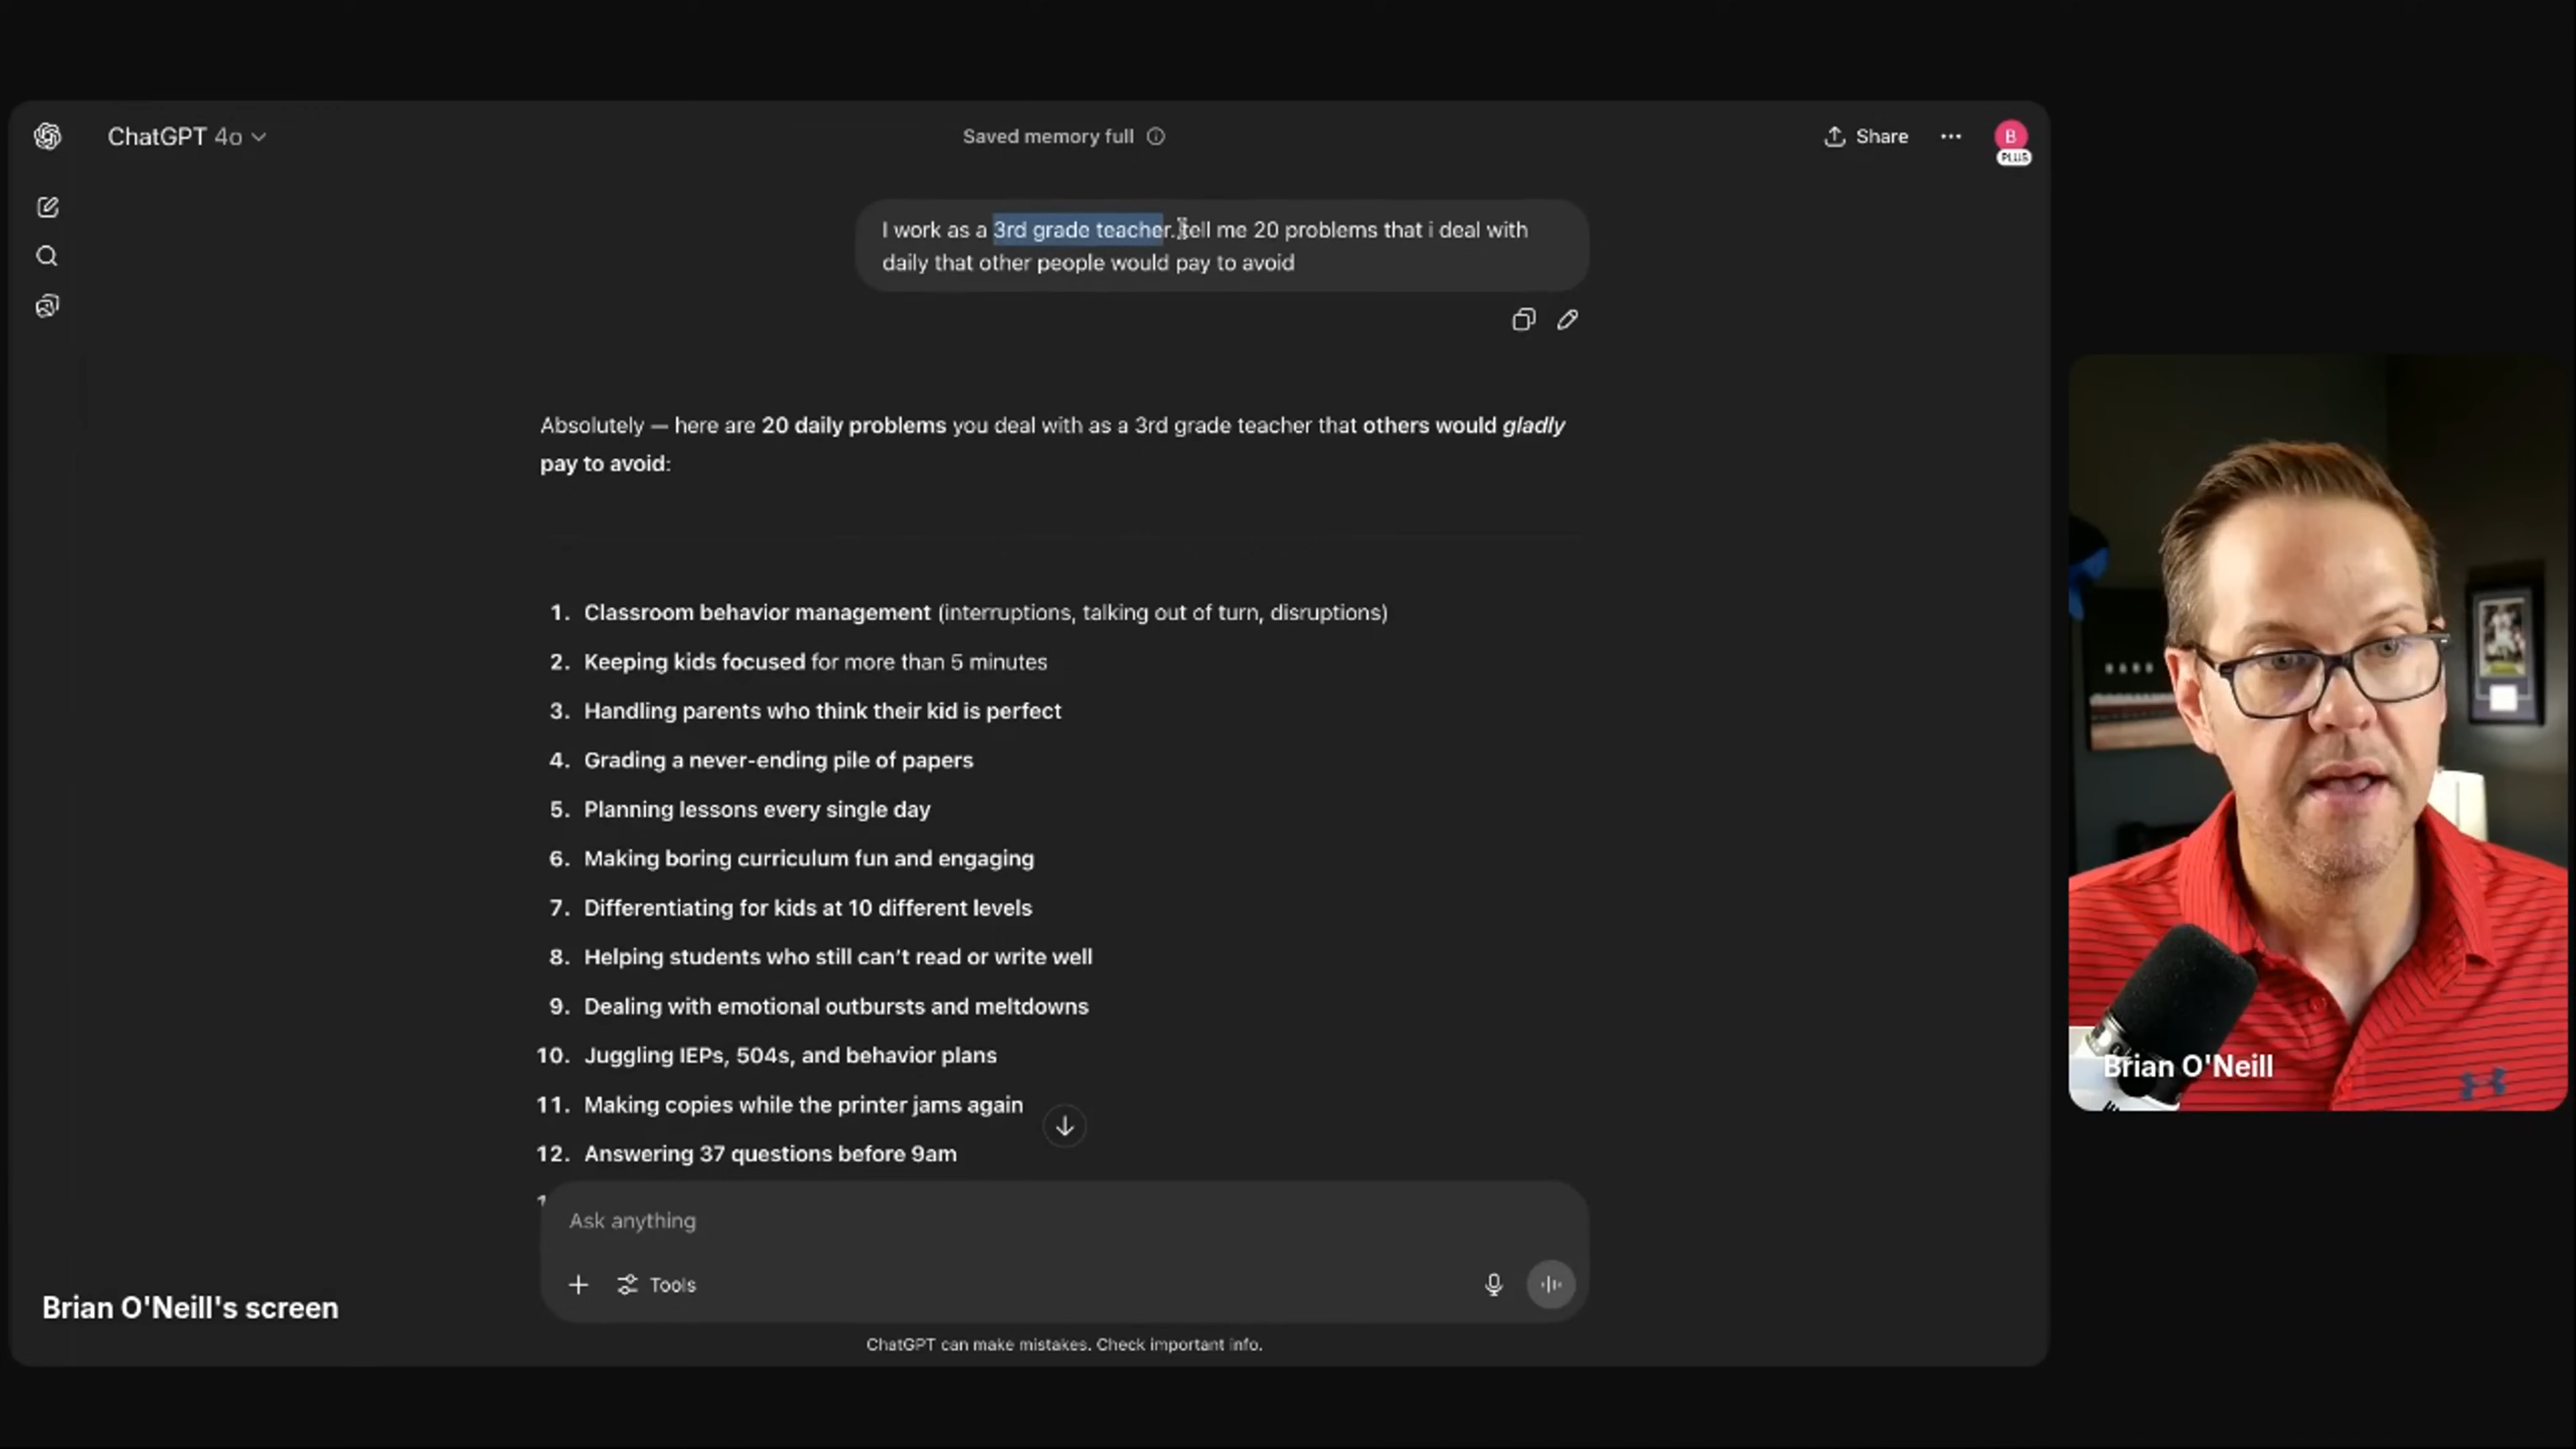 ChatGPT 4o
Saved memory full
Share
B
PLUS
I work as a 3rd grade teacher. tell me 20 problems that i deal with
daily that other people would pay to avoid
Absolutely — here are 20 daily problems you deal with as a 3rd grade teacher that others would gladly
pay to avoid:
1. Classroom behavior management (interruptions, talking out of turn, disruptions)
2. Keeping kids focused for more than 5 minutes
3. Handling parents who think their kid is perfect
4. Grading a never-ending pile of papers
5. Planning lessons every single day
6. Making boring curriculum fun and engaging
7. Differentiating for kids at 10 different levels
8. Helping students who still can’t read or write well
9. Dealing with emotional outbursts and meltdowns
10. Juggling IEPs, 504s, and behavior plans
11. Making copies while the printer jams again
12. Answering 37 questions before 9am
Ask anything
Tools
ChatGPT can make mistakes. Check important info.
Brian O'Neill's screen
Brian O'Neill